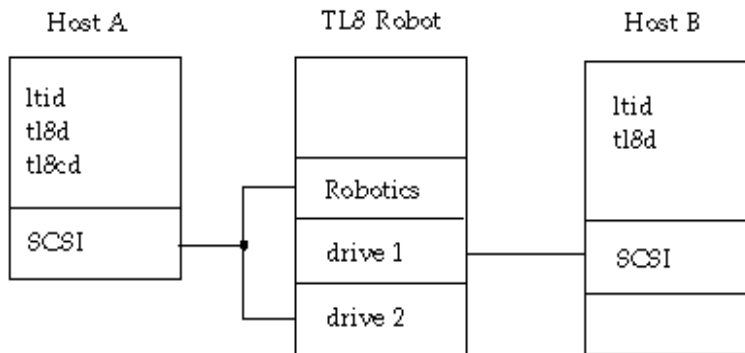 Host A
TL8 Robot
Host B
ltid
tl8d
tl8cd
SCSI
Robotics
drive 1
drive 2
ltid
tl8d
SCSI